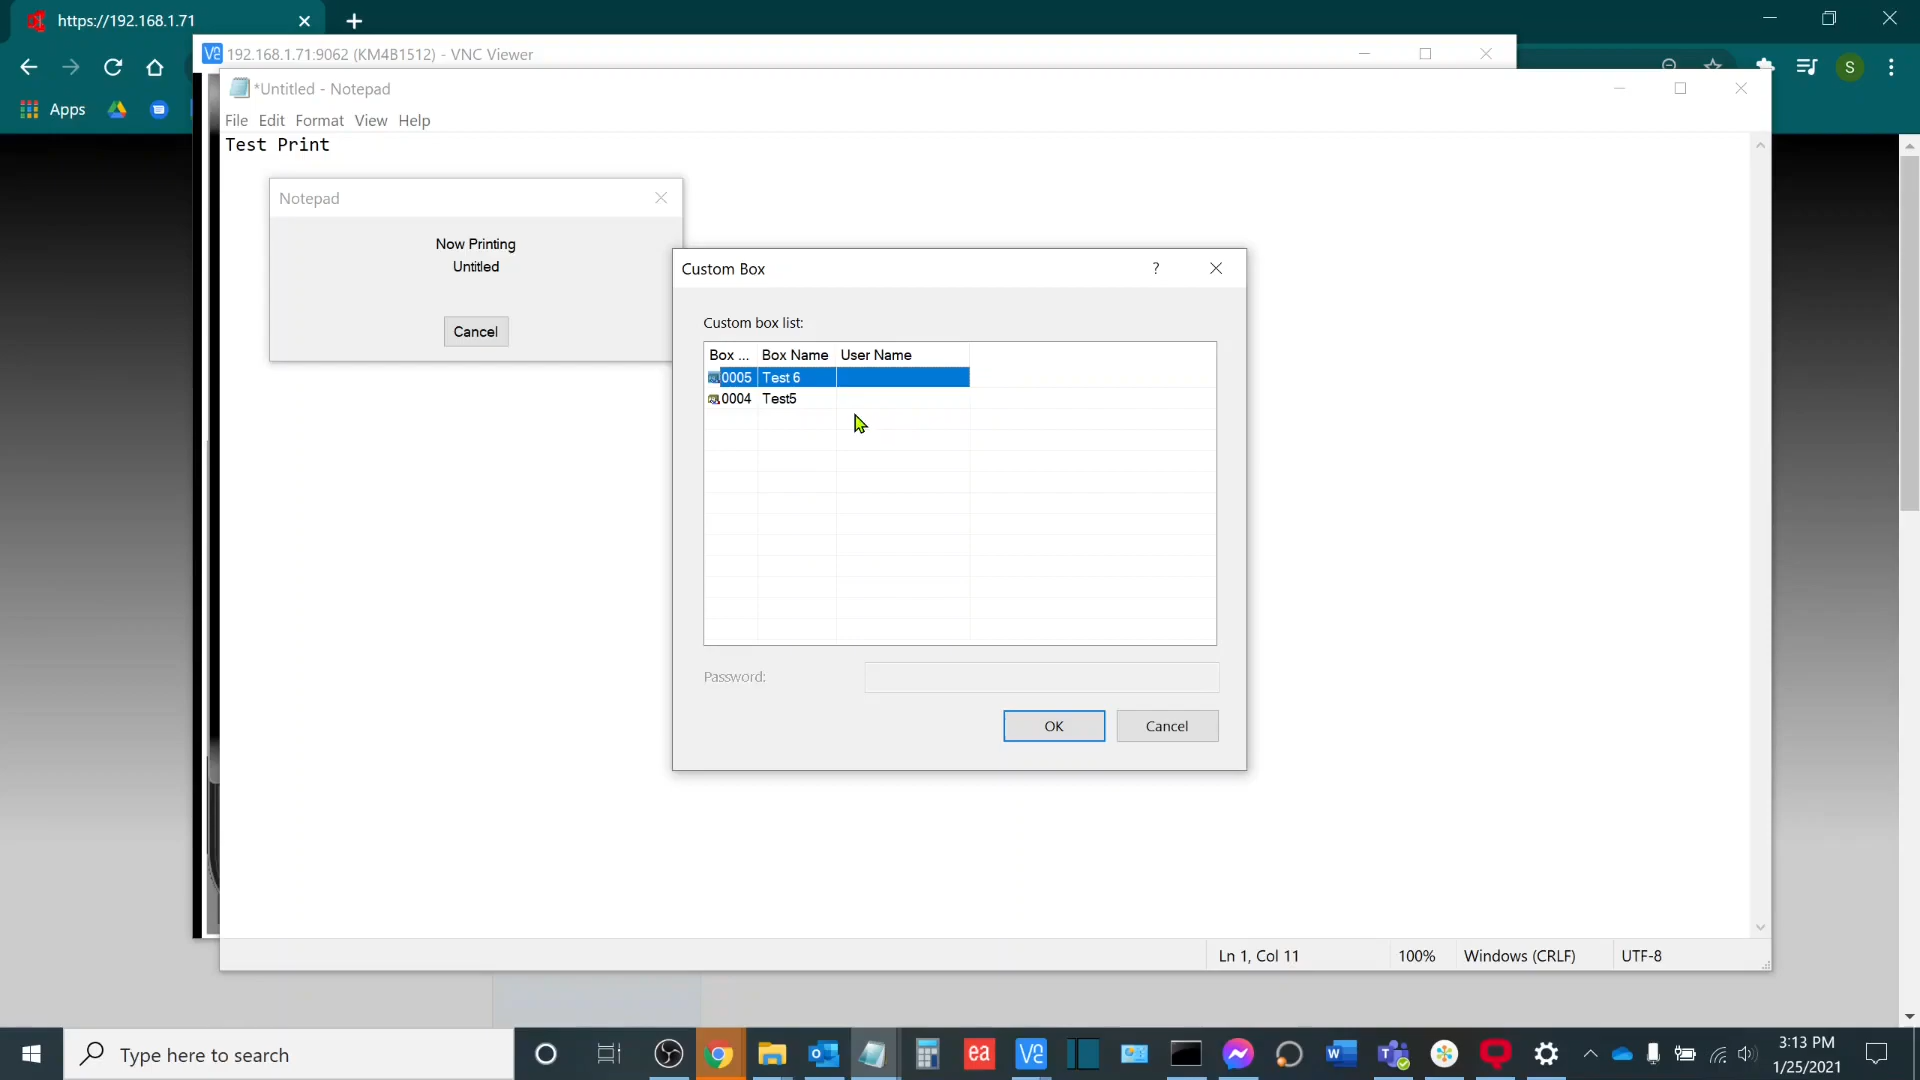 https://192.168.1.71
192.168.1.71:9062 (KM4B1512) - VNC Viewer
*Untitled - Notepad
S
Apps
File Edit Format View Help
Test Print
Notepad
Now Printing
Untitled
Cancel
Custom Box
?
Custom box list:
Box ... Box Name User Name
0005 Test 6
0004 Test5
Password:
OK Cancel
Ln 1, Col 11 100% Windows (CRLF) UTF-8
Type here to search
ea
3:13 PM
1/25/2021